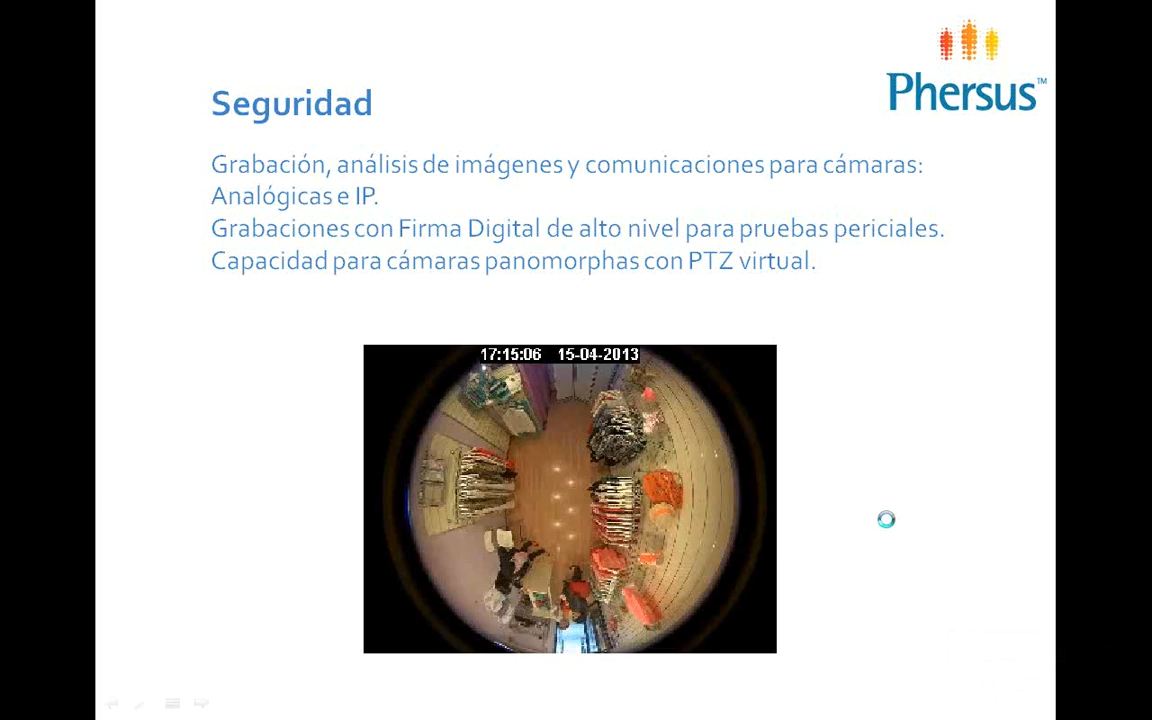 Phersus™
Seguridad
Grabación, análisis de imágenes y comunicaciones para cámaras:
Analógicas e IP.
Grabaciones con Firma Digital de alto nivel para pruebas periciales.
Capacidad para cámaras panomorphas con PTZ virtual.
17:15:06 15-04-2013